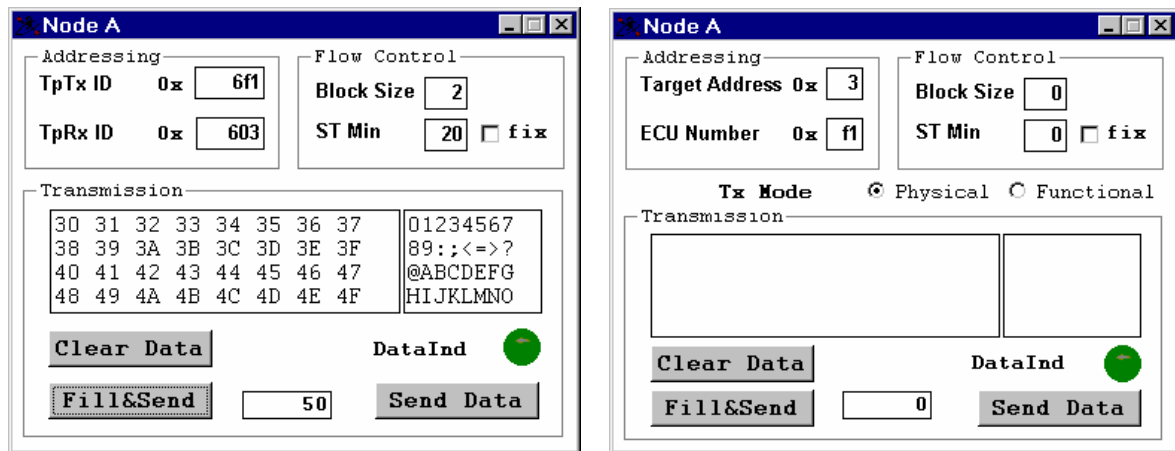 Node A
Addressing
TpTx ID 0x 6f1
TpRx ID 0x 603
Flow Control
Block Size 2
ST Min 20 fix
Transmission
30 31 32 33 34 35 36 37 01234567
38 39 3A 3B 3C 3D 3E 3F 89:;<=>?
40 41 42 43 44 45 46 47 @ABCDEFG
48 49 4A 4B 4C 4D 4E 4F HIJKLMNO
Clear Data DataInd
Fill&Send 50 Send Data
Node A
Addressing
Target Address 0x 3
ECU Number 0x f1
Flow Control
Block Size 0
ST Min 0 fix
Tx Mode Physical Functional
Transmission
Clear Data DataInd
Fill&Send 0 Send Data